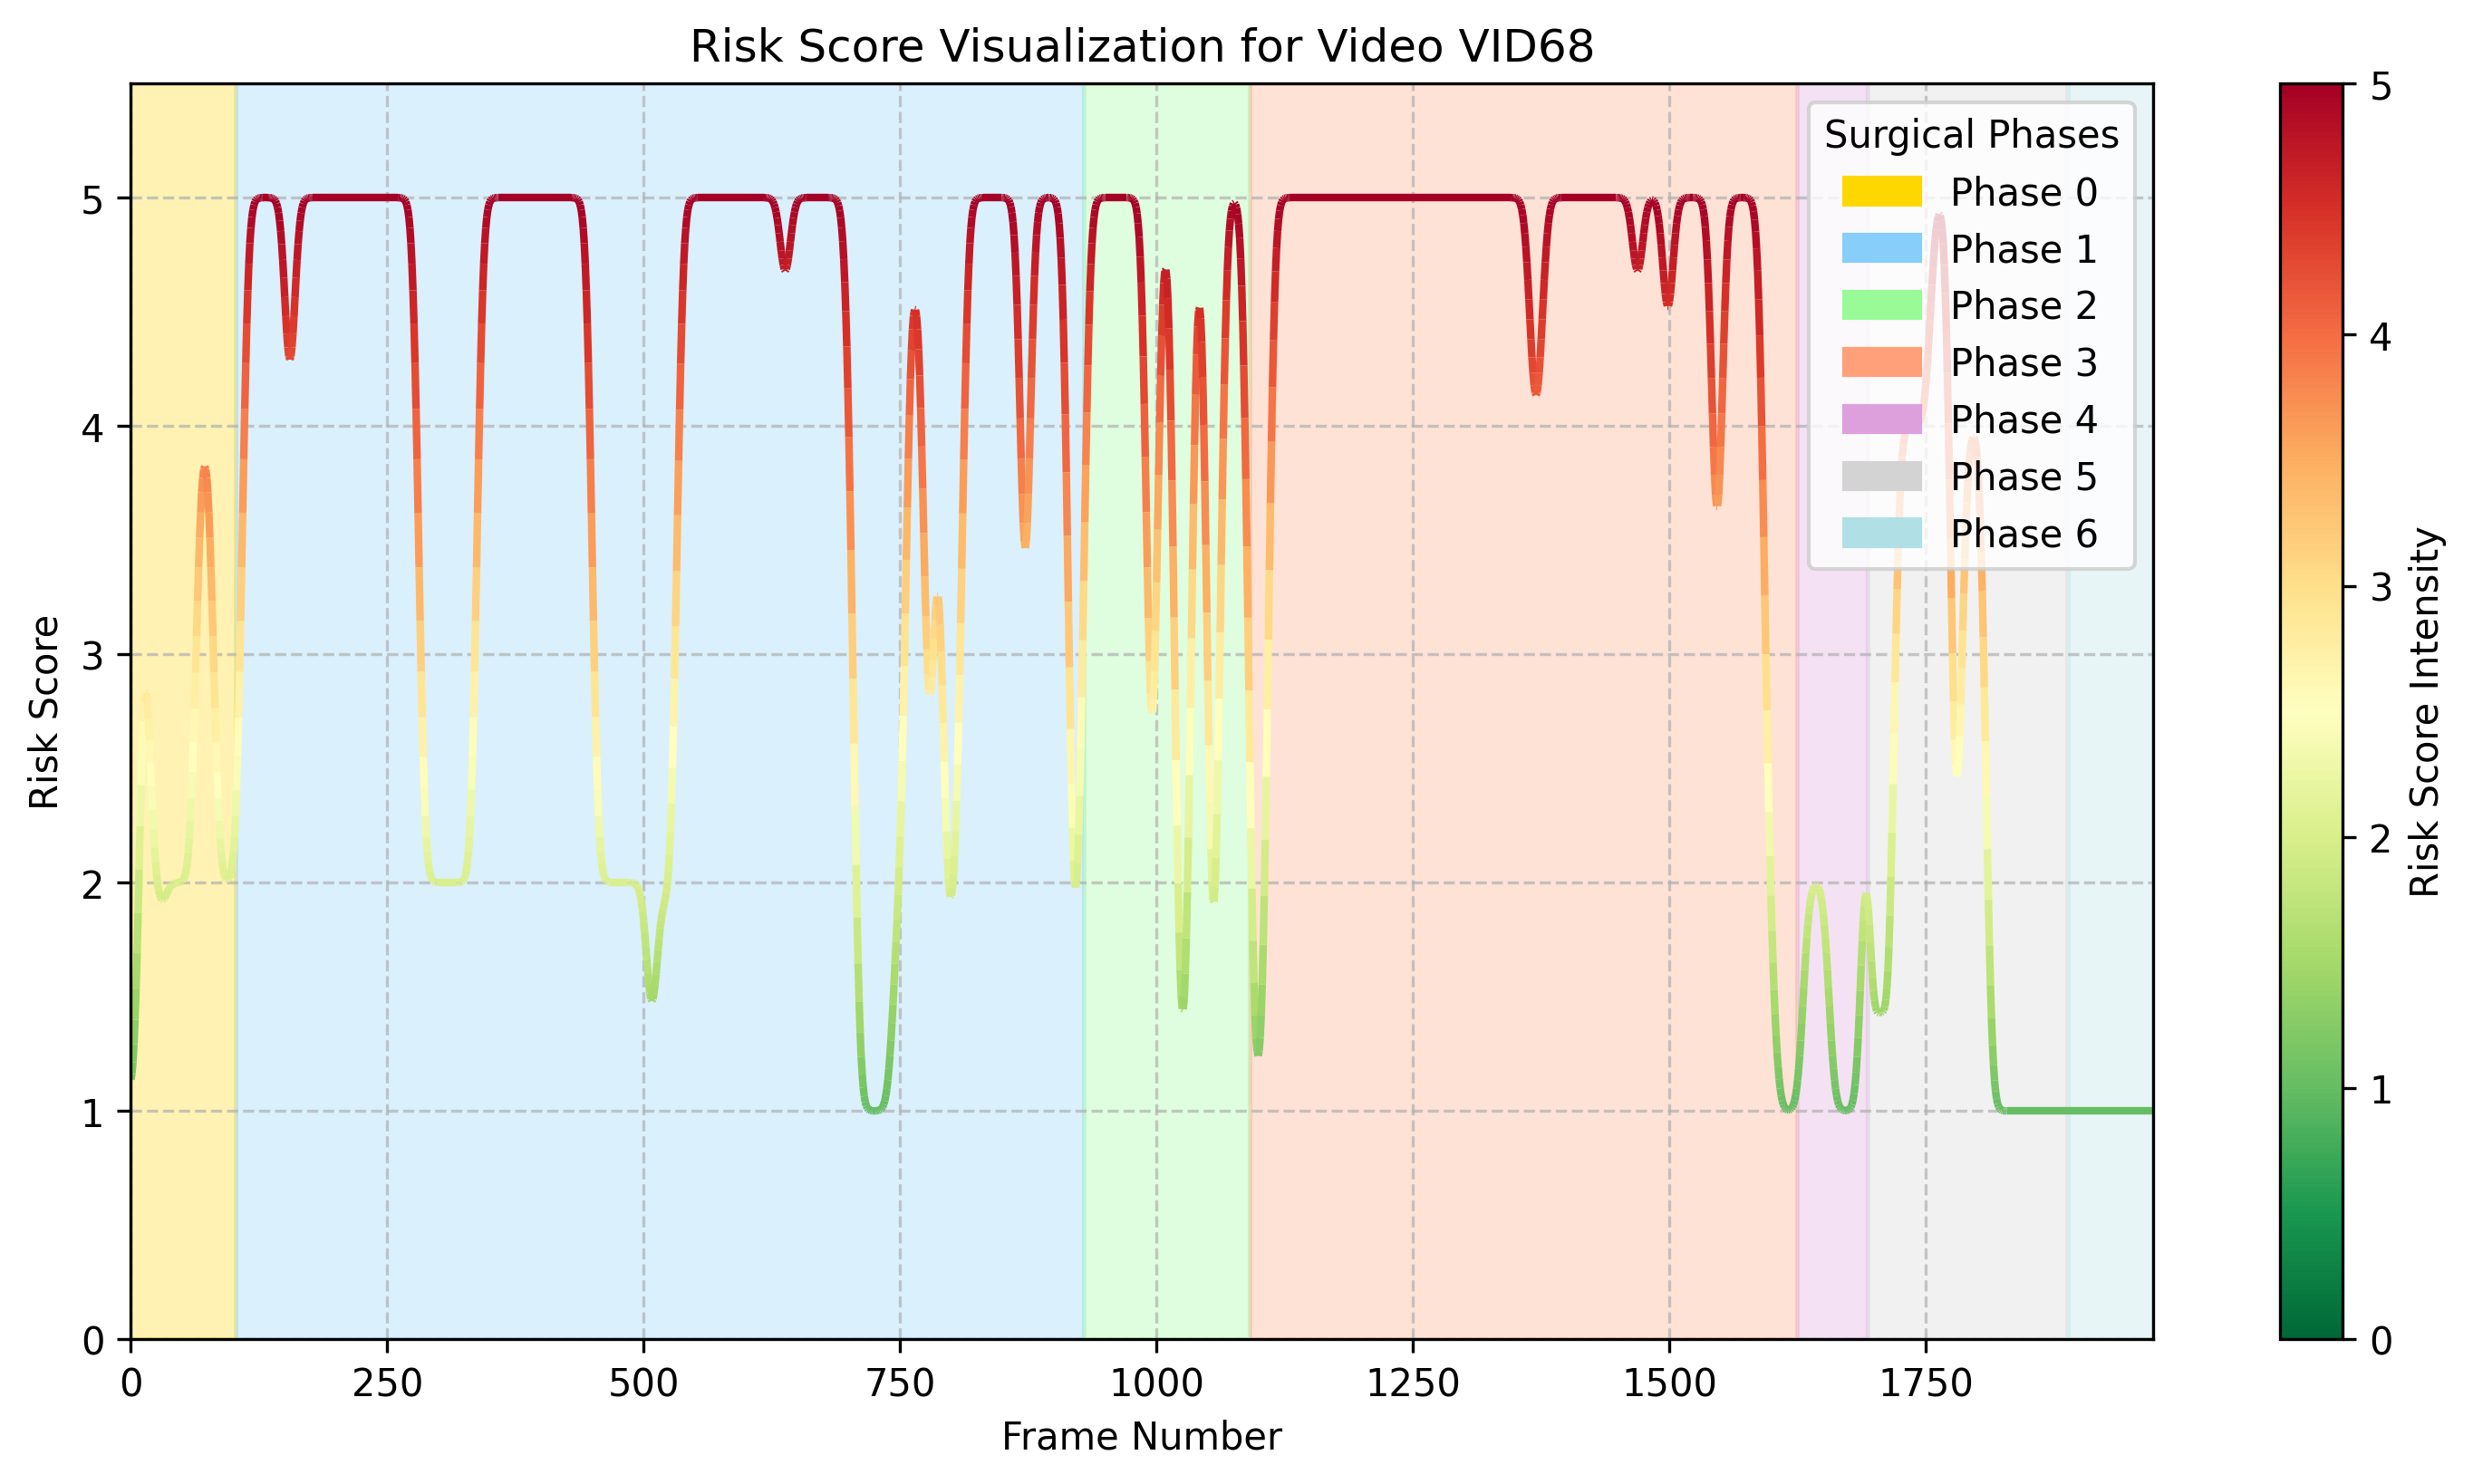 Risk Score Visualization for Video VID68
Risk Score
5
4
3
2
1
0
0 250 500 750 1000 1250 1500 1750
Frame Number
Surgical Phases
Phase 0
Phase 1
Phase 2
Phase 3
Phase 4
Phase 5
Phase 6
5
4
3
2
1
0
Risk Score Intensity